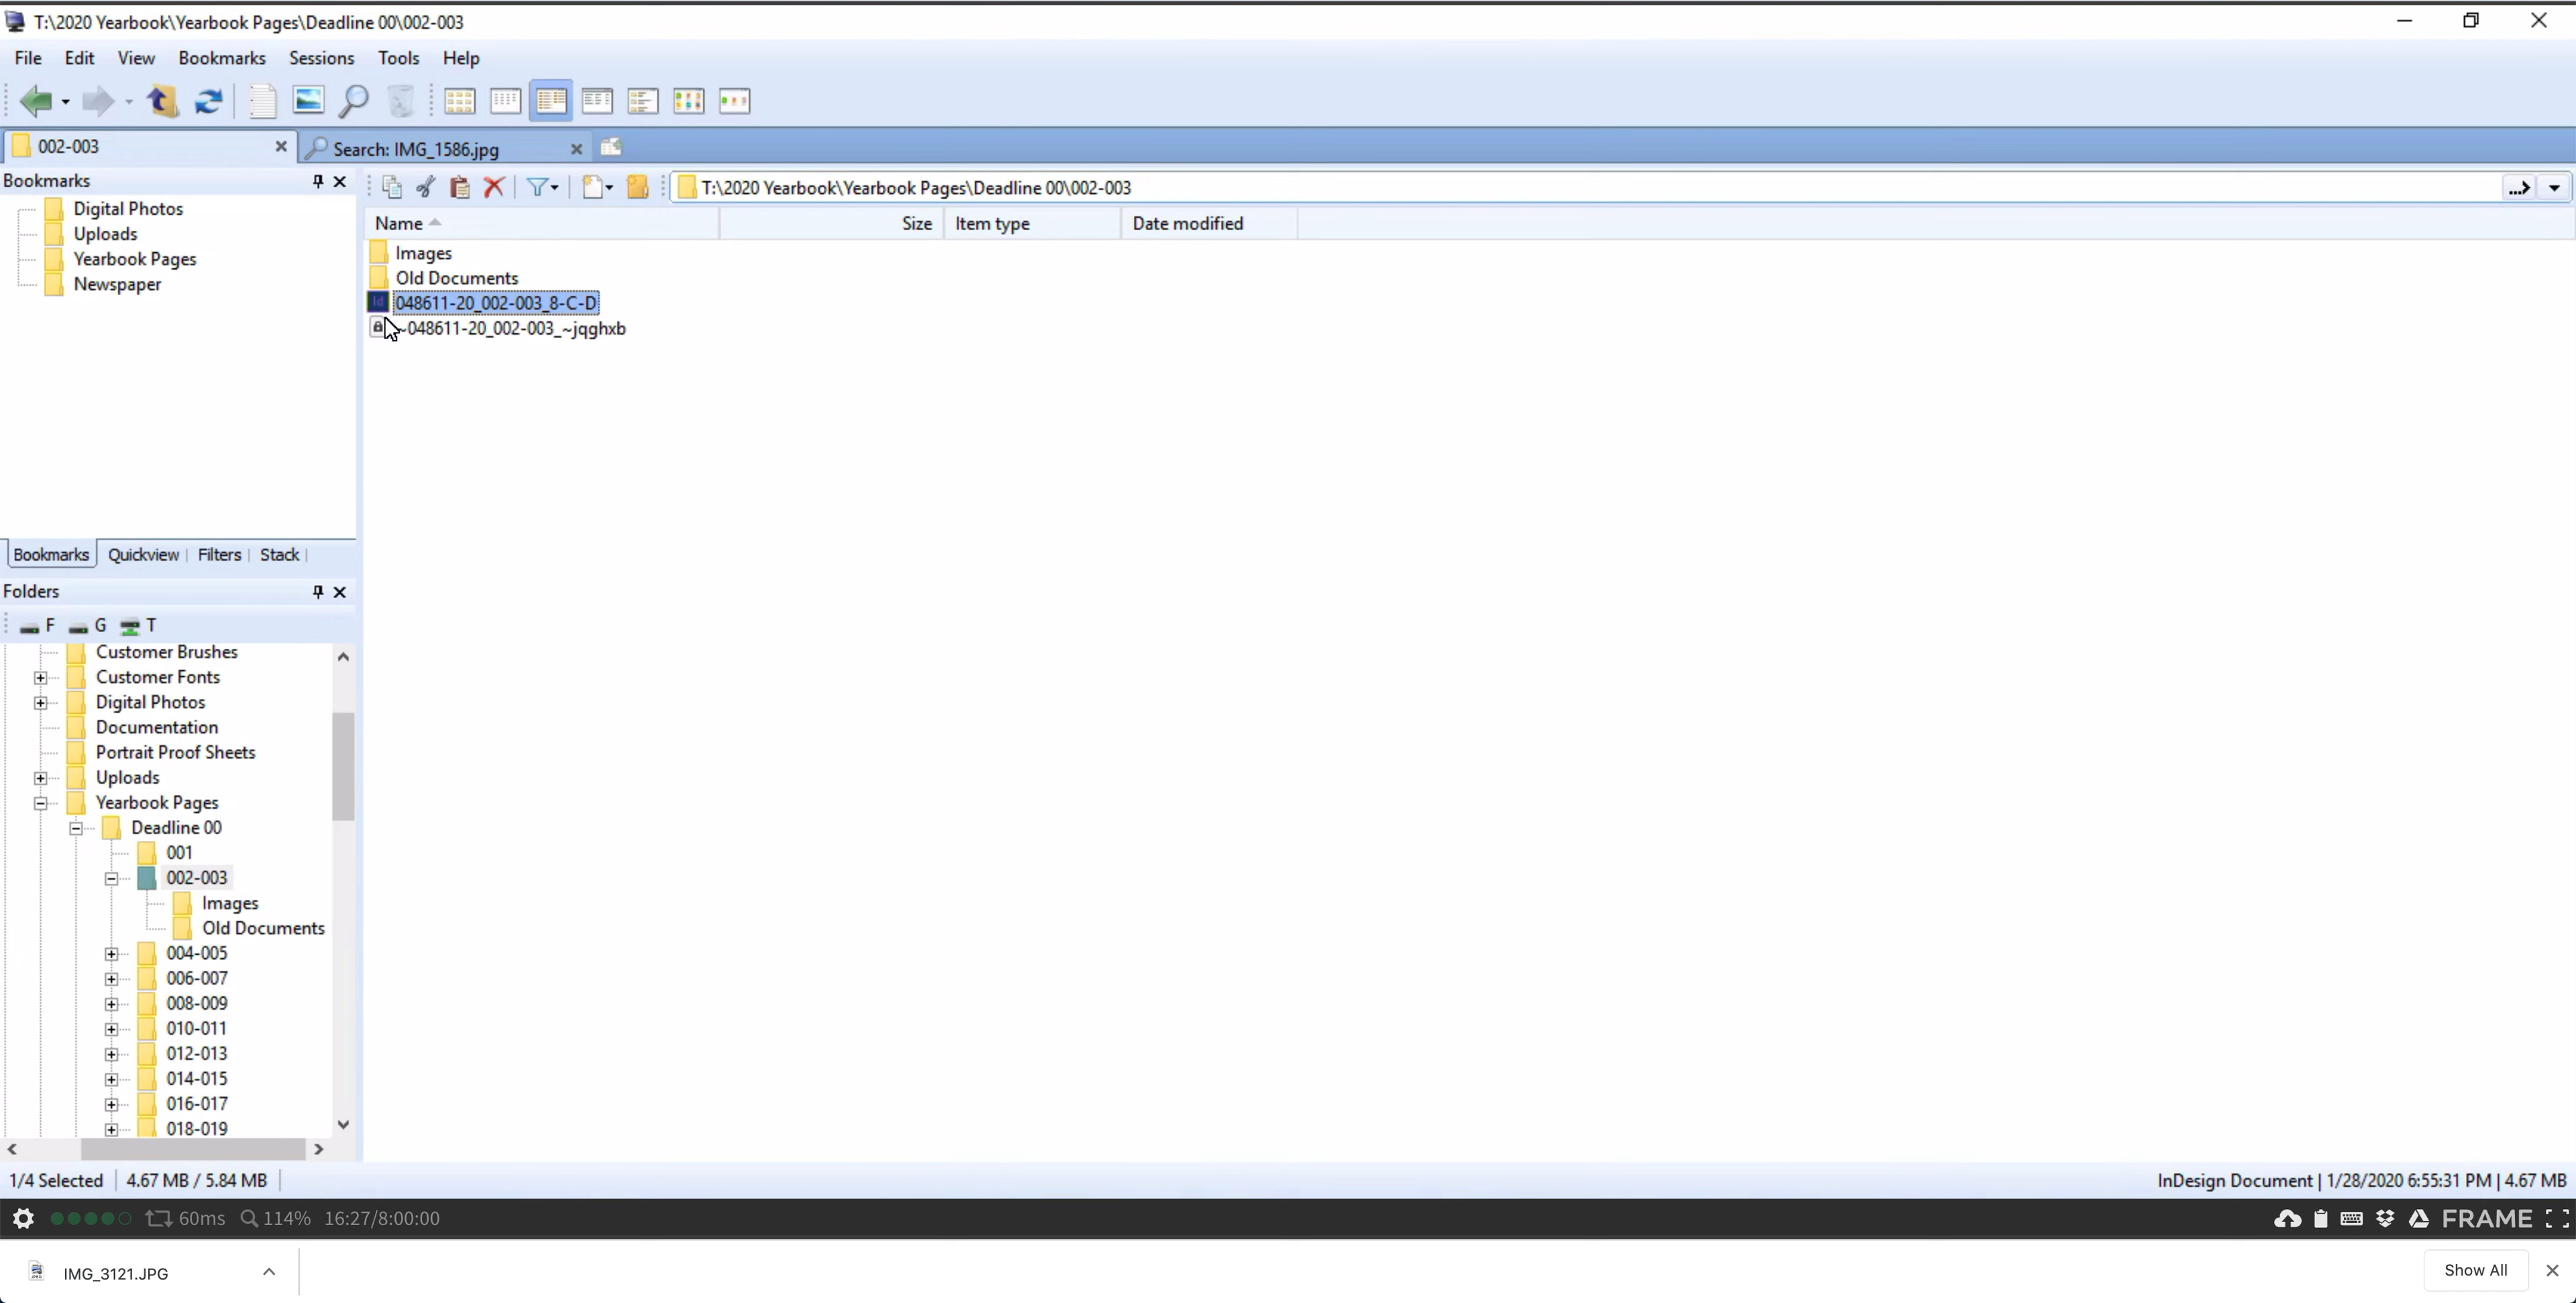 T:\2020 Yearbook\Yearbook Pages\Deadline 00\002-003
File Edit View Bookmarks Sessions Tools Help
002-003
Search: IMG_1586.jpg
Bookmarks
T:\2020 Yearbook\Yearbook Pages\Deadline 00\002-003
Digital Photos
Uploads
Yearbook Pages
Newspaper
Name Size Item type Date modified
Images
Old Documents
Id 048611-20_002-003_8-C-D
~048611-20_002-003_~jqghxb
Bookmarks Quickview Filters Stack
Folders
F G T
Customer Brushes
Customer Fonts
Digital Photos
Documentation
Portrait Proof Sheets
Uploads
Yearbook Pages
Deadline 00
001
002-003
Images
Old Documents
004-005
006-007
008-009
010-011
012-013
014-015
016-017
018-019
1/4 Selected 4.67 MB / 5.84 MB InDesign Document | 1/28/2020 6:55:31 PM | 4.67 MB
60ms 114% 16:27/8:00:00 FRAME
IMG_3121.JPG Show All